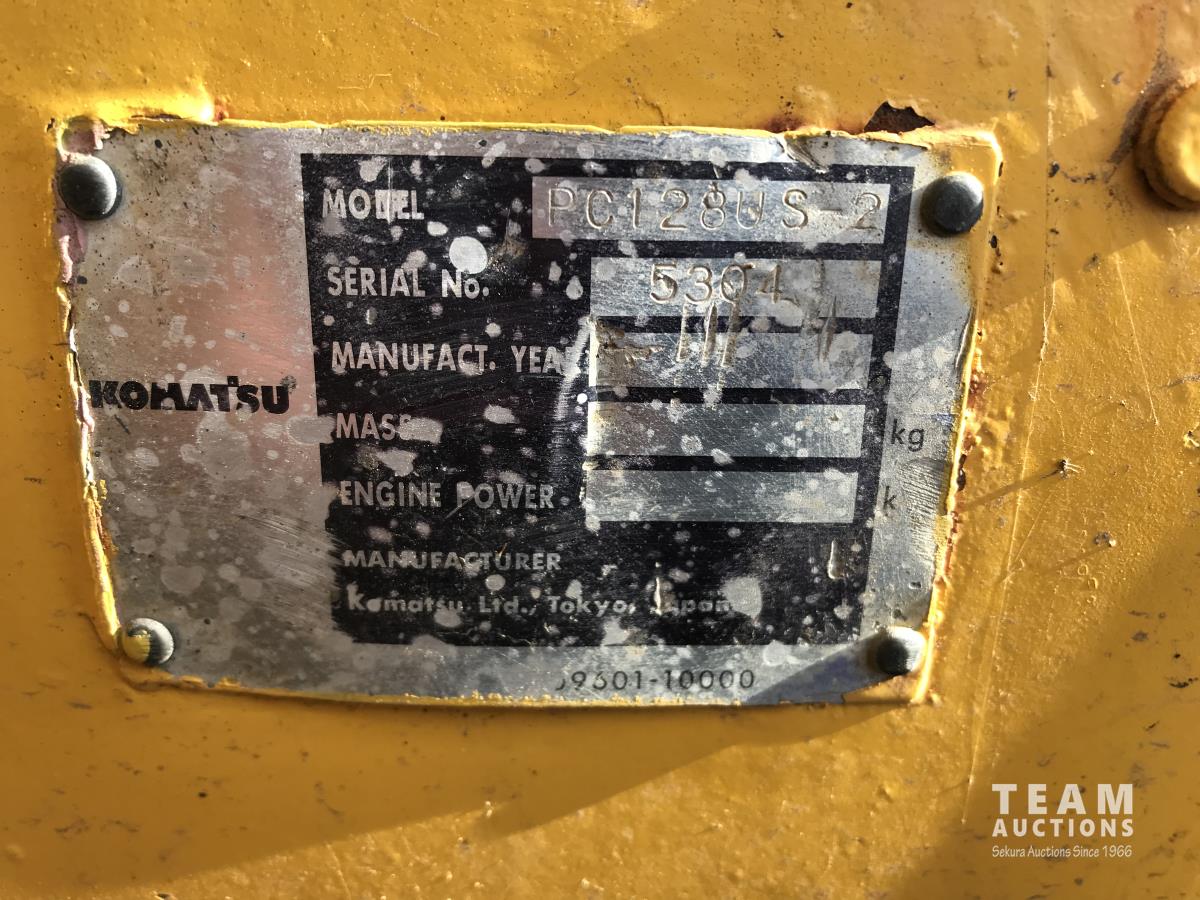 MODEL PC128US-2
SERIAL No. 5304
MANUFACT. YEA
KOMATSU
MASS kg
ENGINE POWER k
MANUFACTURER
Komatsu Ltd., Tokyo, Japan
9601-10000
TEAM
AUCTIONS
Sekura Auctions Since 1966